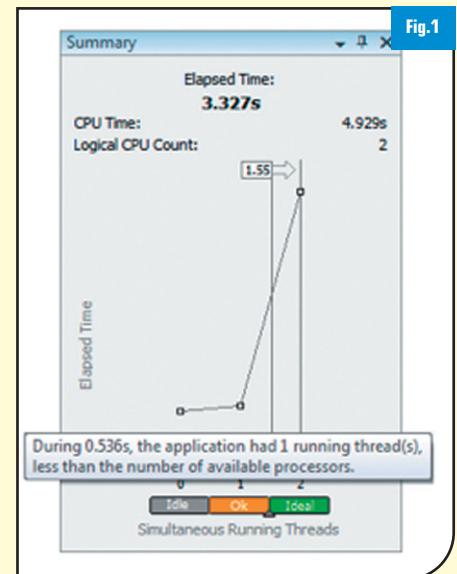 Fig.1
Summary
Elapsed Time:
3.327s
CPU Time: 4.929s
Logical CPU Count: 2
1.55
Elapsed Time
During 0.536s, the application had 1 running thread(s),
less than the number of available processors.
0 1 2
Idle Ok Ideal
Simultaneous Running Threads